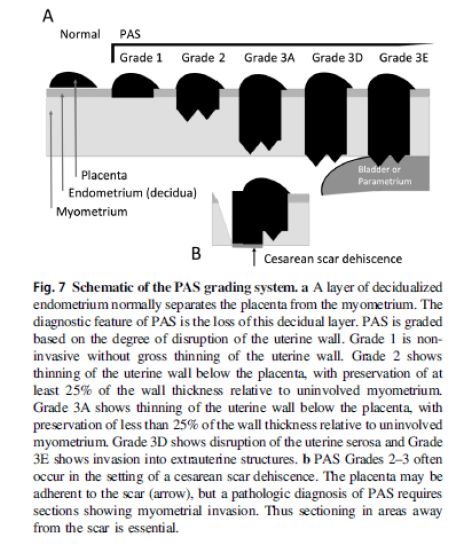 A
Normal PAS
Grade 1 Grade 2 Grade 3A Grade 3D Grade 3E
Placenta
Endometrium (decidua)
Myometrium
Bladder or
Parametrium
B
Cesarean scar dehiscence
Fig. 7 Schematic of the PAS grading system. a A layer of decidualized
endometrium normally separates the placenta from the myometrium. The
diagnostic feature of PAS is the loss of this decidual layer. PAS is graded
based on the degree of disruption of the uterine wall. Grade 1 is non-
invasive without gross thinning of the uterine wall. Grade 2 shows
thinning of the uterine wall below the placenta, with preservation of at
least 25% of the wall thickness relative to uninvolved myometrium.
Grade 3A shows thinning of the uterine wall below the placenta, with
preservation of less than 25% of the wall thickness relative to uninvolved
myometrium. Grade 3D shows disruption of the uterine serosa and Grade
3E shows invasion into extrauterine structures. b PAS Grades 2–3 often
occur in the setting of a cesarean scar dehiscence. The placenta may be
adherent to the scar (arrow), but a pathologic diagnosis of PAS requires
sections showing myometrial invasion. Thus sectioning in areas away
from the scar is essential.